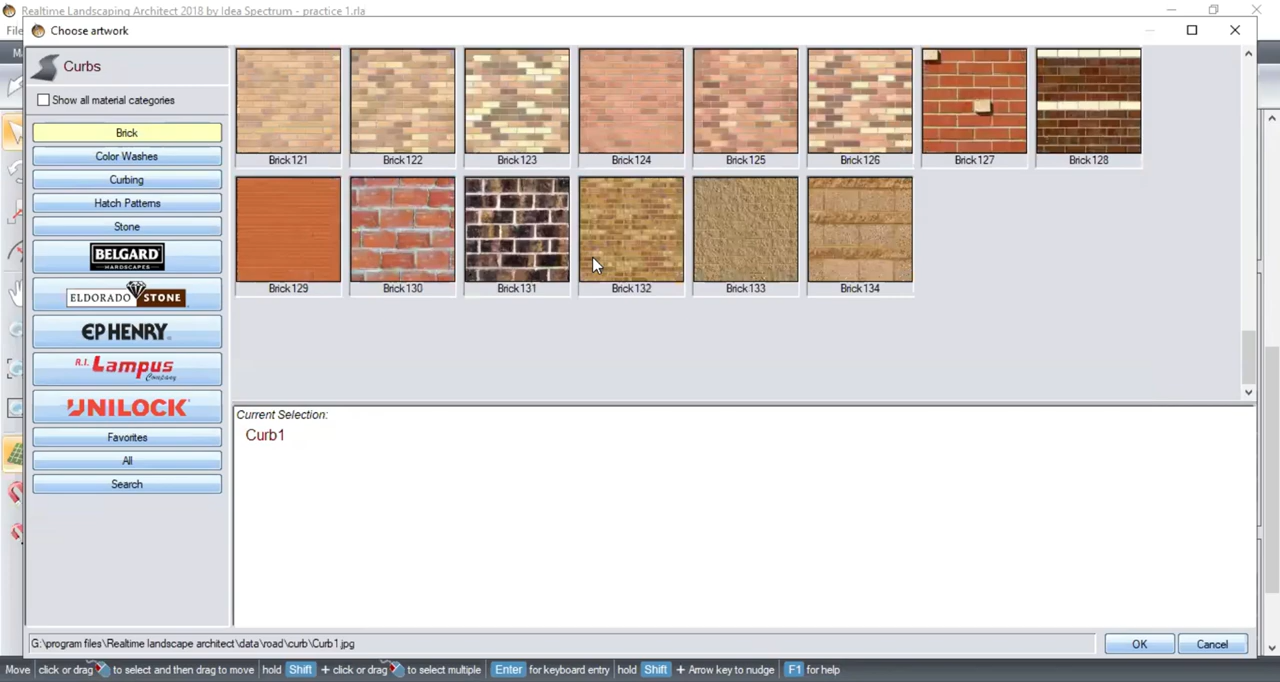 Realtime Landscaping Architect 2018 by Idea Spectrum - practice 1.rla
File
Choose artwork
Curbs
Show all material categories
Brick
Color Washes
Curbing
Hatch Patterns
Stone
BELGARD
HARDSCAPES
ELDORADO STONE
EP HENRY
R.I. Lampus Company
UNILOCK
Favorites
All
Search
Brick121 Brick122 Brick123 Brick124 Brick125 Brick126 Brick127 Brick128
Brick129 Brick130 Brick131 Brick132 Brick133 Brick134
Current Selection:
Curb1
G:\program files\Realtime landscape architect\data\road\curb\Curb1.jpg
OK Cancel
Move click or drag to select and then drag to move hold Shift + click or drag to select multiple Enter for keyboard entry hold Shift + Arrow key to nudge F1 for help